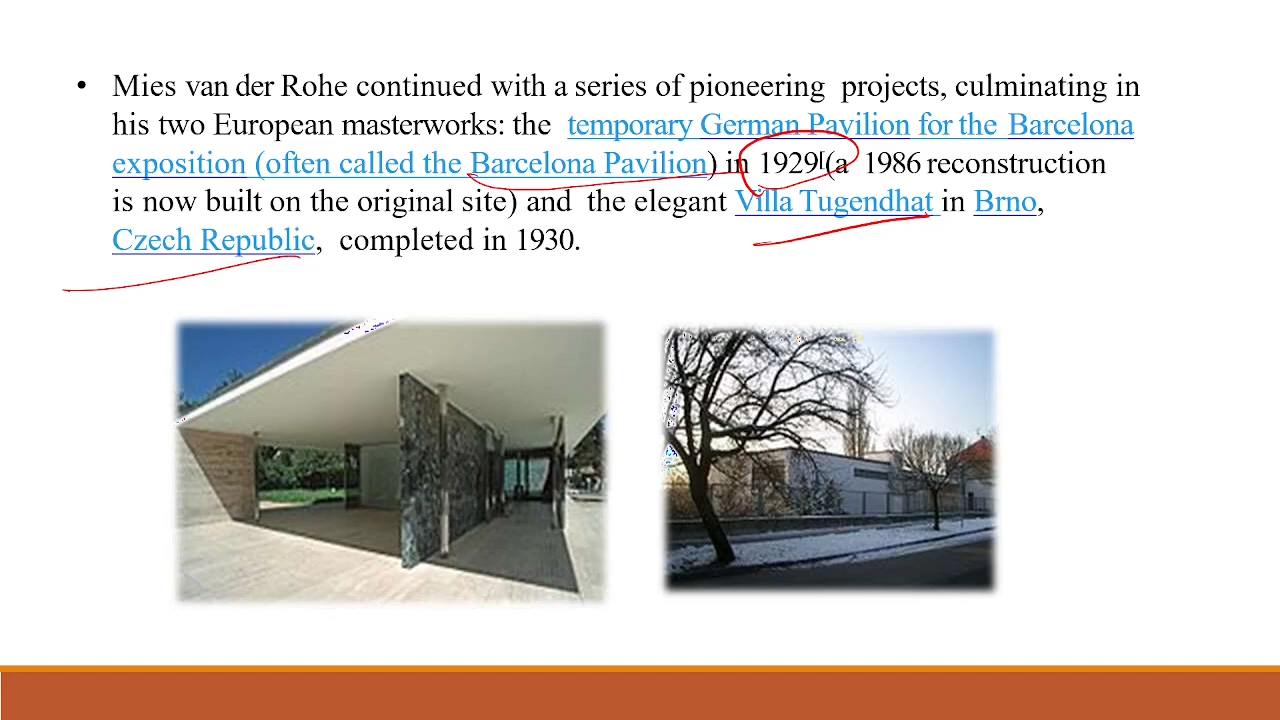 • Mies van der Rohe continued with a series of pioneering projects, culminating in
his two European masterworks: the temporary German Pavilion for the Barcelona
exposition (often called the Barcelona Pavilion) in 1929[(a 1986 reconstruction
is now built on the original site) and the elegant Villa Tugendhat in Brno,
Czech Republic, completed in 1930.